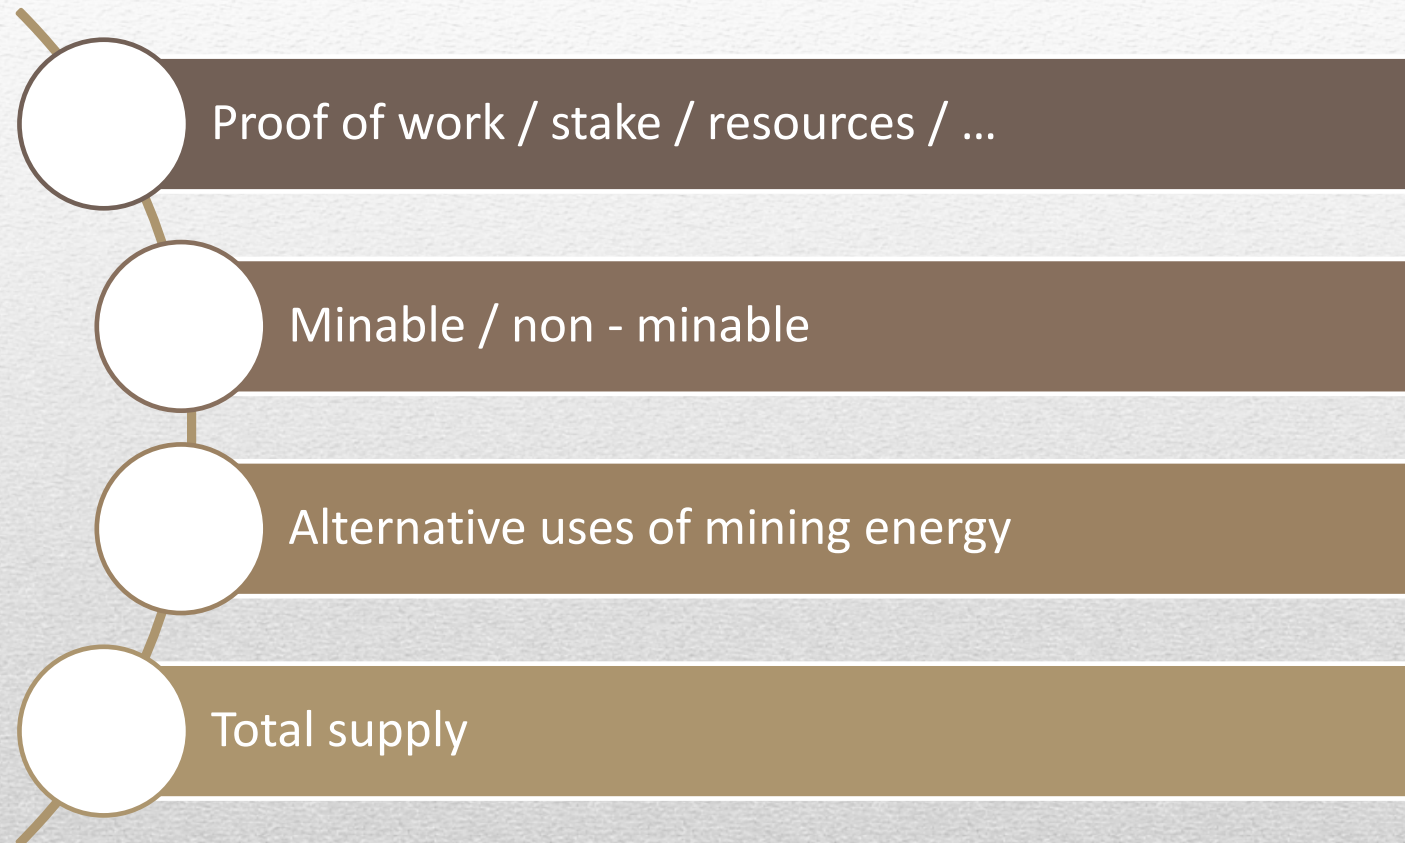 Proof of work / stake / resources / …
Minable / non - minable
Alternative uses of mining energy
Total supply